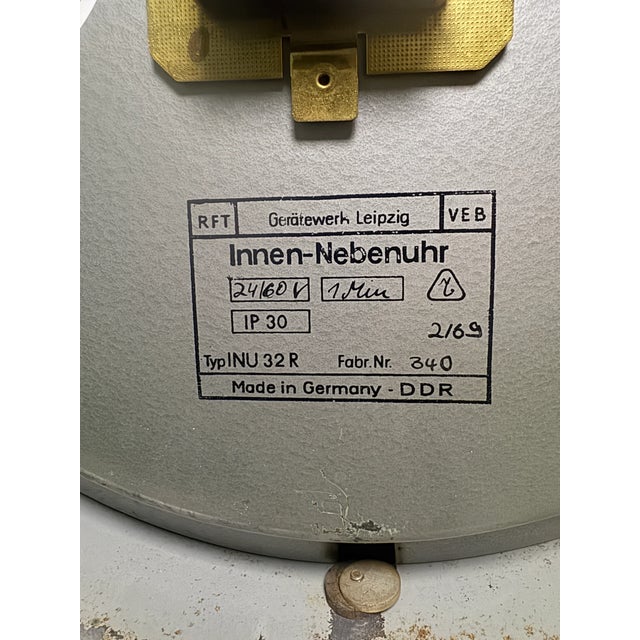 RFT Gerätewerk Leipzig VEB
Innen-Nebenuhr
24/60 V 1 Min
IP 30
2/69
Typ INU 32 R Fabr. Nr. 340
Made in Germany - DDR